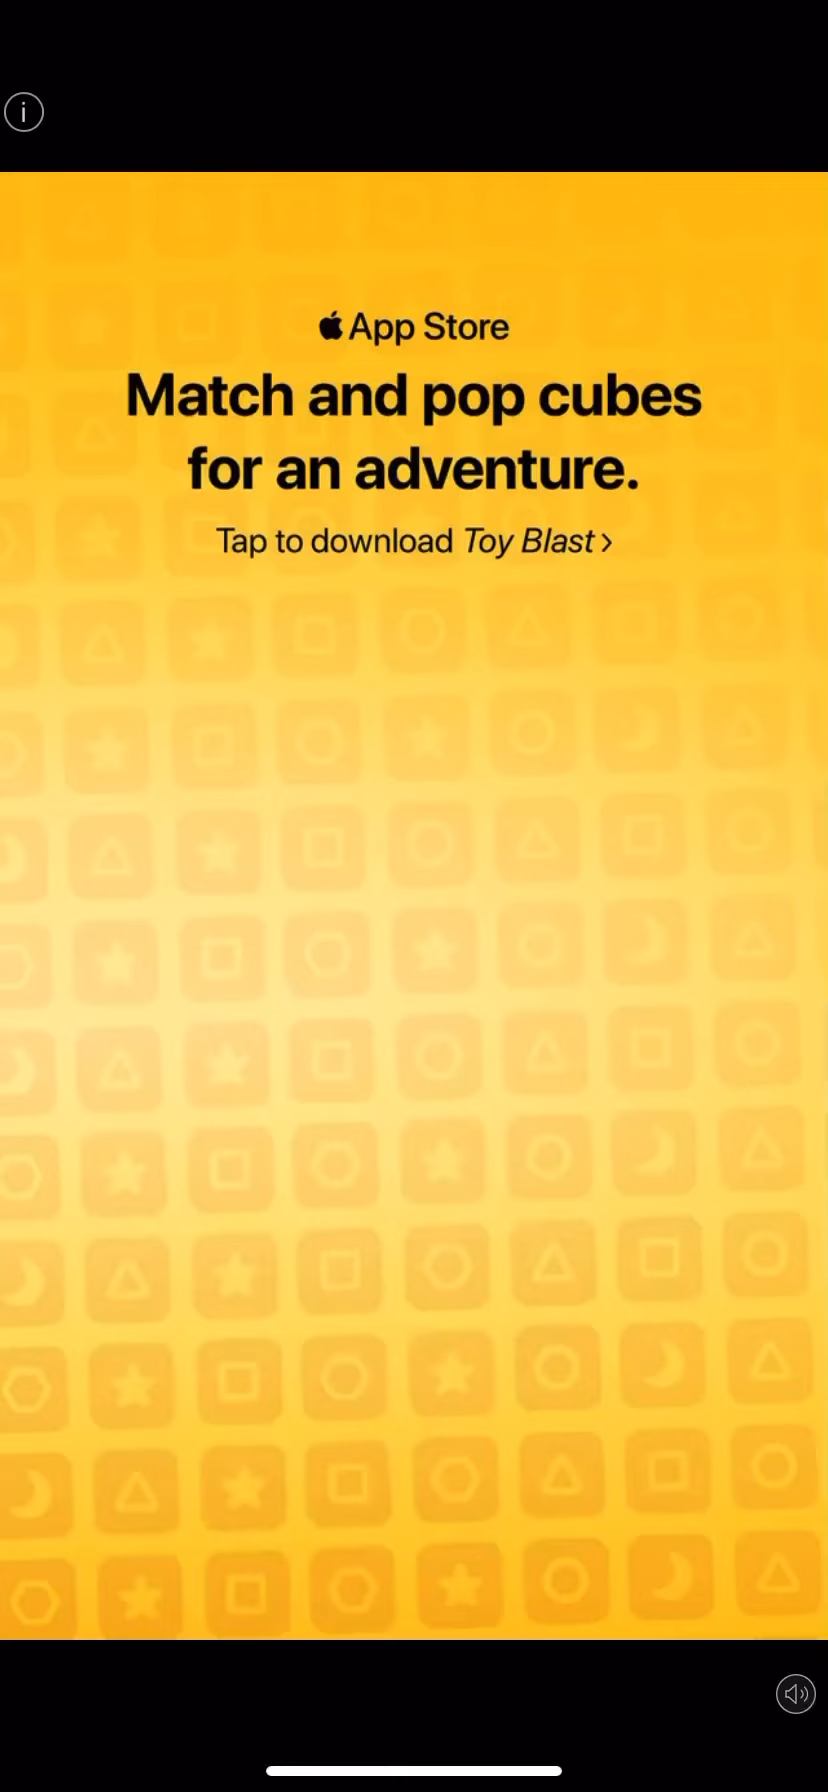 App Store
Match and pop cubes
for an adventure.
Tap to download Toy Blast >